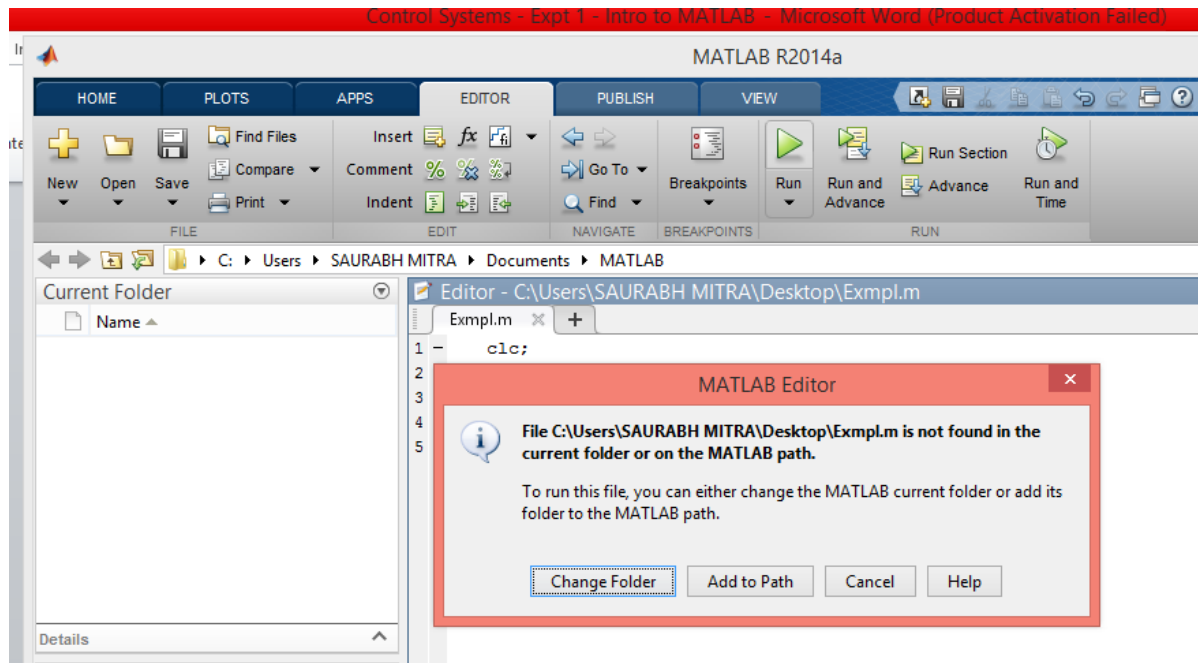 Control Systems - Expt 1 - Intro to MATLAB - Microsoft Word (Product Activation Failed)
MATLAB R2014a
HOME PLOTS APPS EDITOR PUBLISH VIEW
New Open Save
Find Files
Compare
Print
FILE
Insert fx
Comment
Indent
EDIT
Go To
Find
NAVIGATE
Breakpoints
BREAKPOINTS
Run
Run and Advance
Run Section
Advance
Run and Time
RUN
C: Users SAURABH MITRA Documents MATLAB
Current Folder
Name
Editor - C:\Users\SAURABH MITRA\Desktop\Exmpl.m
Exmpl.m
1 clc;
2
3
4
5
MATLAB Editor
File C:\Users\SAURABH MITRA\Desktop\Exmpl.m is not found in the
current folder or on the MATLAB path.
To run this file, you can either change the MATLAB current folder or add its
folder to the MATLAB path.
Change Folder Add to Path Cancel Help
Details